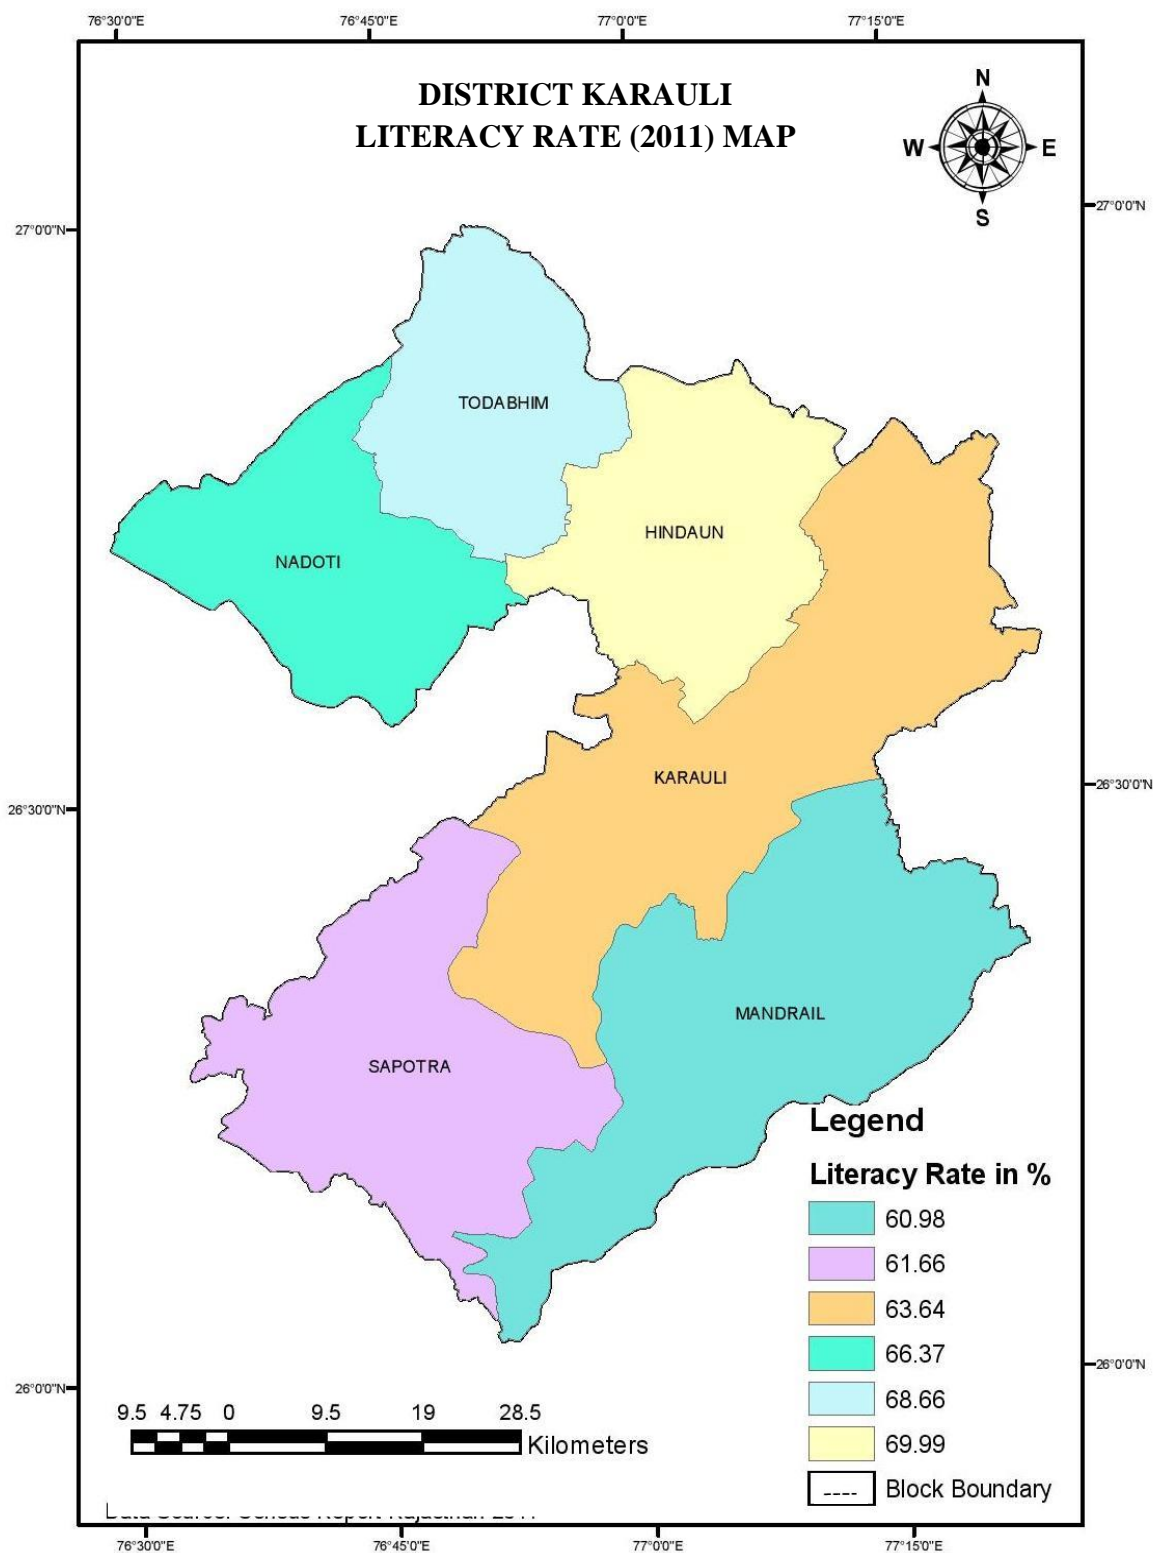 76°30'0"E 76°45'0"E 77°0'0"E 77°15'0"E
DISTRICT KARAULI
LITERACY RATE (2011) MAP
N
W E
S
27°0'0"N
27°0'0"N
TODABHIM
HINDAUN
NADOTI
KARAULI
26°30'0"N
26°30'0"N
MANDRAIL
SAPOTRA
Legend
Literacy Rate in %
60.98
61.66
63.64
66.37
68.66
69.99
Block Boundary
26°0'0"N
26°0'0"N
9.5 4.75 0 9.5 19 28.5
Kilometers
76°30'0"E 76°45'0"E 77°0'0"E 77°15'0"E